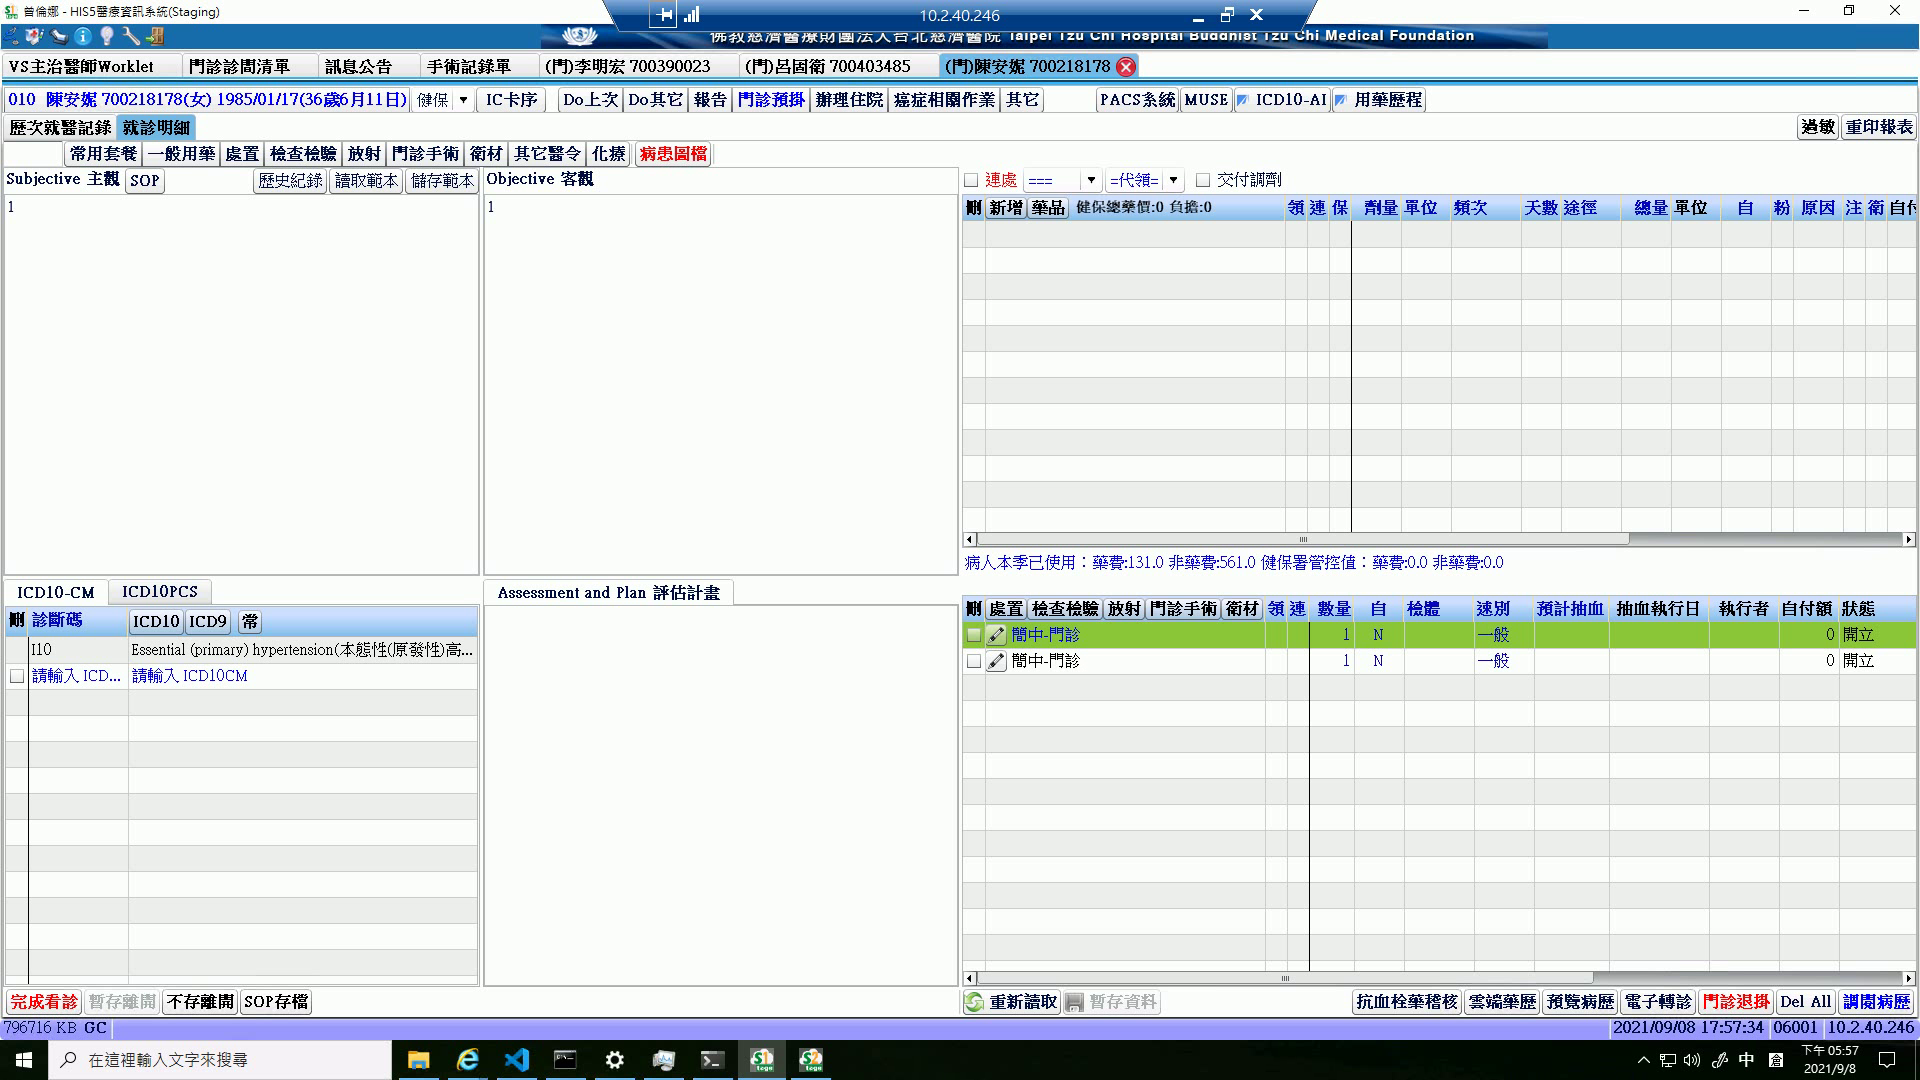 曾倫娜 - HIS5醫療資訊系統(Staging)
10.2.40.246
佛教慈濟醫療財團法人台北慈濟醫院 Taipei Tzu Chi Hospital Buddhist Tzu Chi Medical Foundation
VS主治醫師Worklet 門診診間清單 訊息公告 手術記錄單 (門)李明宏 700390023 (門)呂固衛 700403485 (門)陳安妮 700218178
010 陳安妮 700218178(女) 1985/01/17(36歲6月11日) 健保 IC卡序 Do上次 Do其它 報告 門診預掛 辦理住院 癌症相關作業 其它 PACS系統 MUSE ICD10-AI 用藥歷程
歷次就醫記錄 就診明細 過敏 重印報表
常用套餐 一般用藥 處置 檢查檢驗 放射 門診手術 衛材 其它醫令 化療 病患圖檔
Subjective 主觀 SOP 歷史紀錄 讀取範本 儲存範本 Objective 客觀 連處 === =代領= 交付調劑
1 1
刪 新增 藥品 健保總藥價:0 負擔:0 領 連 保 劑量 單位 頻次 天數 途徑 總量 單位 自 粉 原因 注 衛 自付
病人本季已使用：藥費:131.0 非藥費:561.0 健保署管控值：藥費:0.0 非藥費:0.0
ICD10-CM ICD10PCS Assessment and Plan 評估計畫
刪 診斷碼 ICD10 ICD9 常
I10 Essential (primary) hypertension(本態性(原發性)高...
請輸入 ICD... 請輸入 ICD10CM
刪 處置 檢查檢驗 放射 門診手術 衛材 領 連 數量 自 檢體 速別 預計抽血 抽血執行日 執行者 自付額 狀態
簡中-門診 1 N 一般 0 開立
簡中-門診 1 N 一般 0 開立
完成看診 暫存離開 不存離開 SOP存檔 重新讀取 暫存資料 抗血栓藥稽核 雲端藥歷 預覽病歷 電子轉診 門診退掛 Del All 調閱病歷
796716 KB GC 2021/09/08 17:57:34 06001 10.2.40.246
在這裡輸入文字來搜尋 中 下午 05:57
2021/9/8